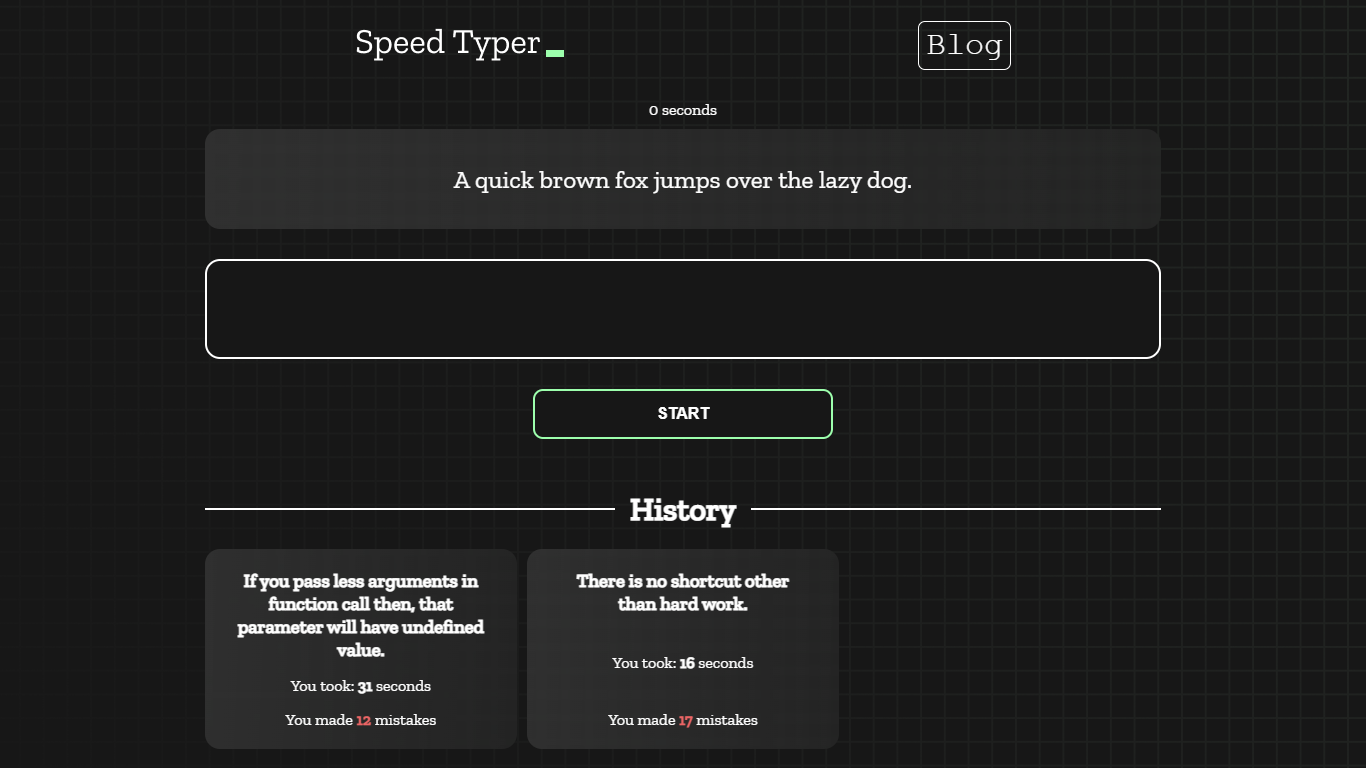 Speed Typer
Blog
0 seconds
A quick brown fox jumps over the lazy dog.
START
History
If you pass less arguments in
function call then, that
parameter will have undefined
value.
You took: 31 seconds
You made 12 mistakes
There is no shortcut other
than hard work.
You took: 16 seconds
You made 17 mistakes